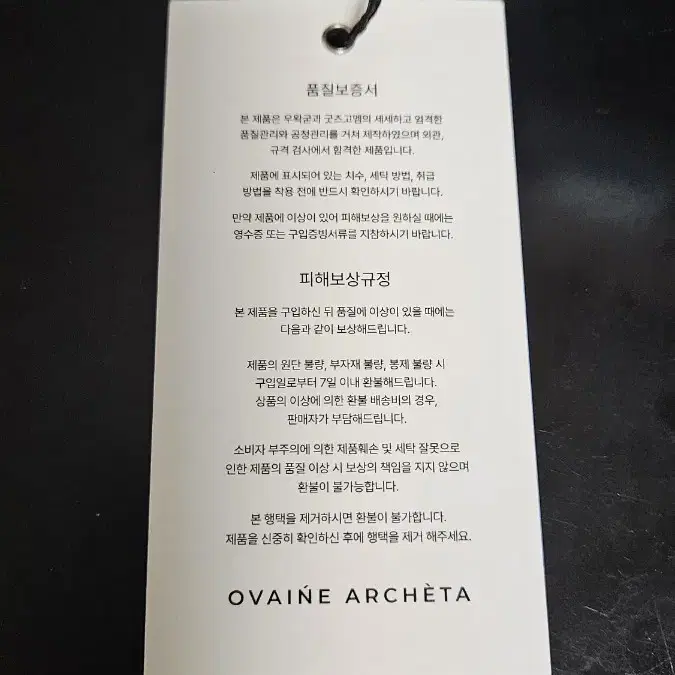 품질보증서
본 제품은 우왁굳과 굿즈고멤의 세세하고 엄격한
품질관리와 공정관리를 거쳐 제작하였으며 외관,
규격 검사에서 합격한 제품입니다.
제품에 표시되어 있는 치수, 세탁 방법, 취급
방법을 착용 전에 반드시 확인하시기 바랍니다.
만약 제품에 이상이 있어 피해보상을 원하실 때에는
영수증 또는 구입증빙서류를 지참하시기 바랍니다.
피해보상규정
본 제품을 구입하신 뒤 품질에 이상이 있을 때에는
다음과 같이 보상해드립니다.
제품의 원단 불량, 부자재 불량, 봉제 불량 시
구입일로부터 7일 이내 환불해드립니다.
상품의 이상에 의한 환불 배송비의 경우,
판매자가 부담해드립니다.
소비자 부주의에 의한 제품훼손 및 세탁 잘못으로
인한 제품의 품질 이상 시 보상의 책임을 지지 않으며
환불이 불가능합니다.
본 행택을 제거하시면 환불이 불가합니다.
제품을 신중히 확인하신 후에 행택을 제거 해주세요.
OVAIŃE ARCHÈTA